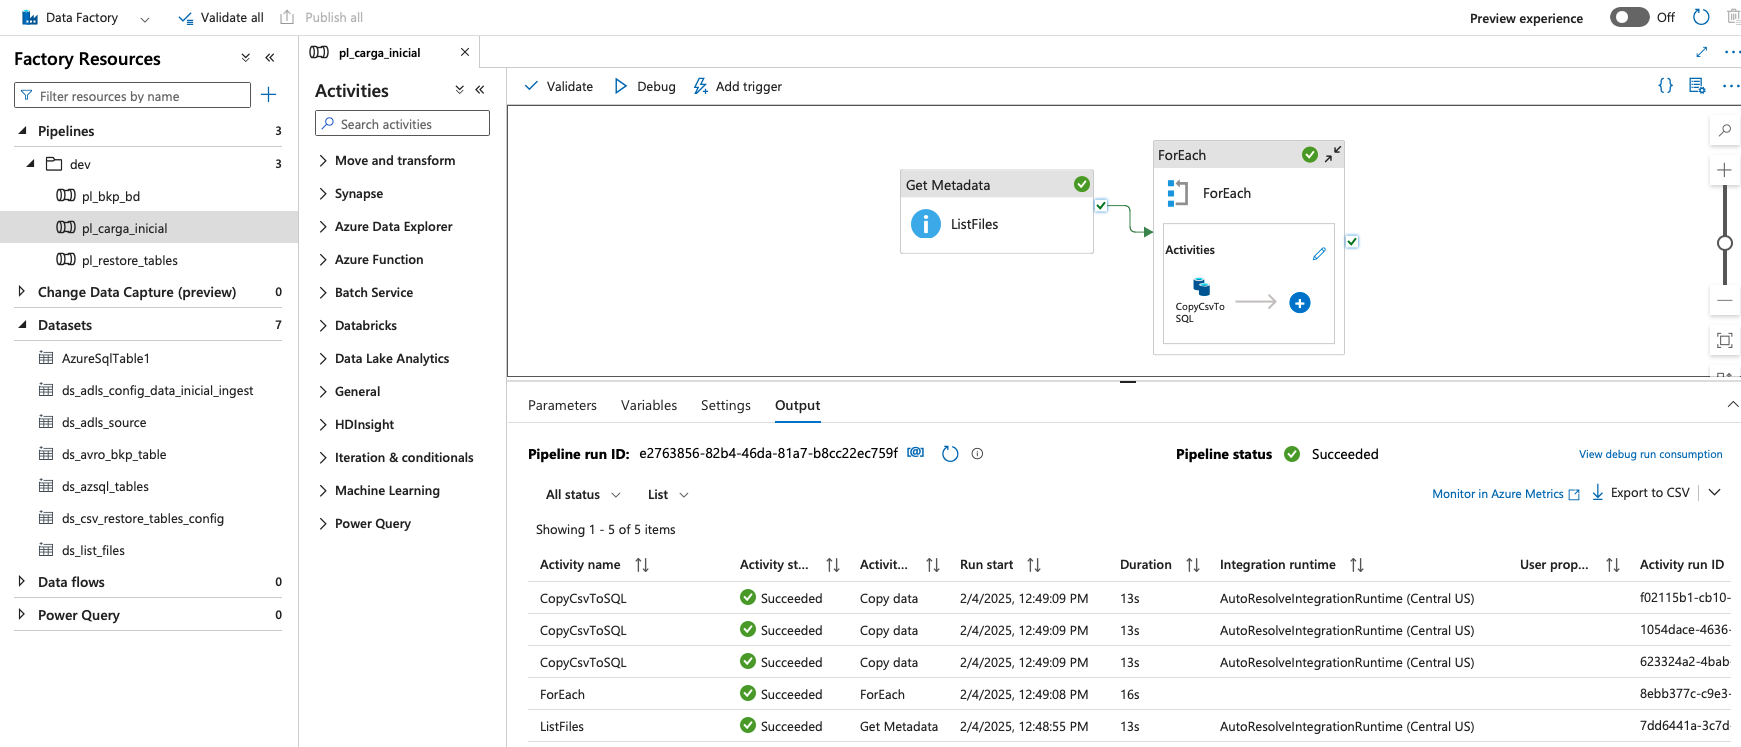 Data Factory
Validate all
Publish all
Preview experience
Off
Factory Resources
Filter resources by name
Pipelines 3
dev 3
pl_bkp_bd
pl_carga_inicial
pl_restore_tables
Change Data Capture (preview) 0
Datasets 7
AzureSqlTable1
ds_adls_config_data_inicial_ingest
ds_adls_source
ds_avro_bkp_table
ds_azsql_tables
ds_csv_restore_tables_config
ds_list_files
Data flows 0
Power Query 0
pl_carga_inicial
Activities
Search activities
Move and transform
Synapse
Azure Data Explorer
Azure Function
Batch Service
Databricks
Data Lake Analytics
General
HDInsight
Iteration & conditionals
Machine Learning
Power Query
Validate
Debug
Add trigger
Get Metadata
ListFiles
ForEach
ForEach
Activities
CopyCsvTo
SQL
Parameters Variables Settings Output
Pipeline run ID: e2763856-82b4-46da-81a7-b8cc22ec759f
Pipeline status Succeeded
View debug run consumption
All status List
Monitor in Azure Metrics
Export to CSV
Showing 1 - 5 of 5 items
Activity name Activity st... Activit... Run start Duration Integration runtime User prop... Activity run ID
CopyCsvToSQL Succeeded Copy data 2/4/2025, 12:49:09 PM 13s AutoResolveIntegrationRuntime (Central US) f02115b1-cb10-
CopyCsvToSQL Succeeded Copy data 2/4/2025, 12:49:09 PM 13s AutoResolveIntegrationRuntime (Central US) 1054dace-4636-
CopyCsvToSQL Succeeded Copy data 2/4/2025, 12:49:09 PM 13s AutoResolveIntegrationRuntime (Central US) 623324a2-4bab-
ForEach Succeeded ForEach 2/4/2025, 12:49:08 PM 16s 8ebb377c-c9e3-
ListFiles Succeeded Get Metadata 2/4/2025, 12:48:55 PM 13s AutoResolveIntegrationRuntime (Central US) 7dd6441a-3c7d-